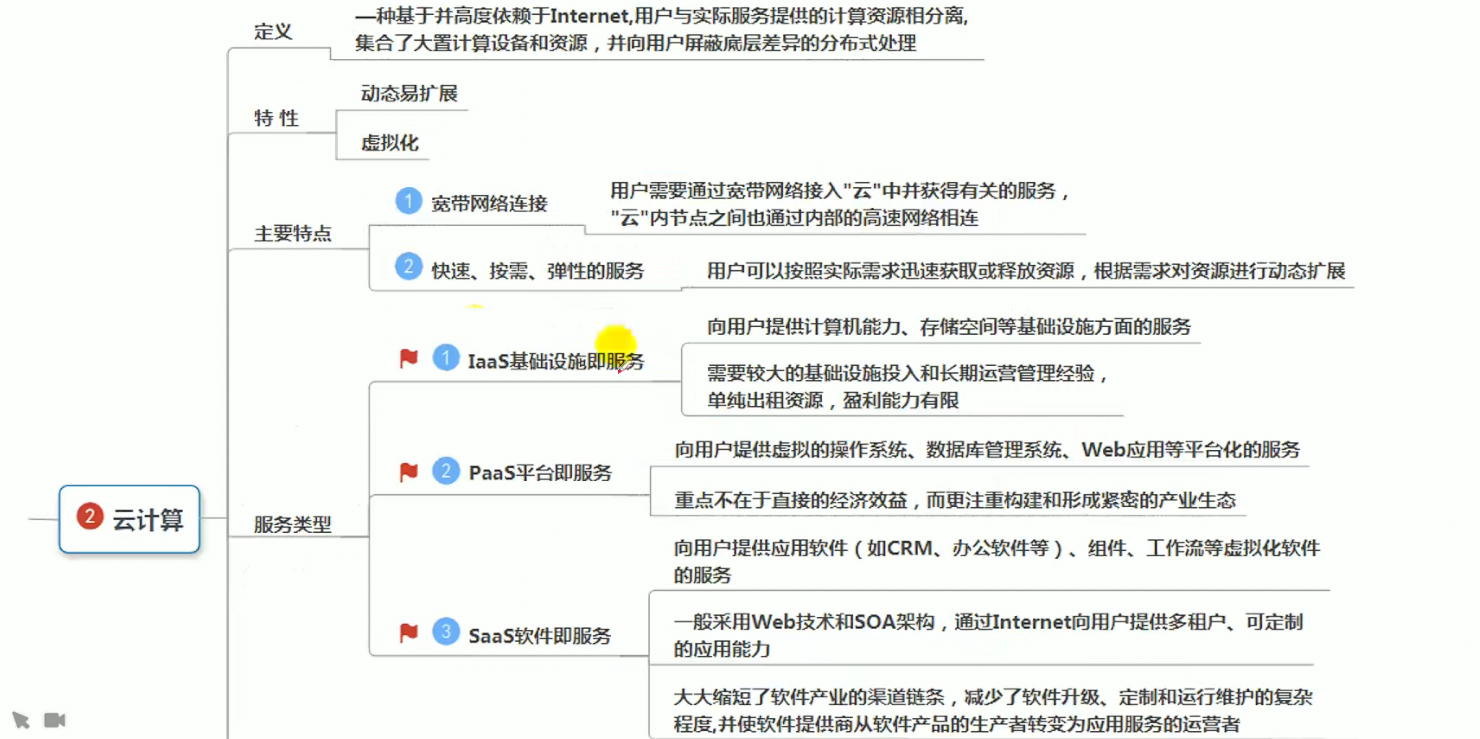 定义
一种基于并高度依赖于Internet,用户与实际服务提供的计算资源相分离,
集合了大置计算设备和资源，并向用户屏蔽底层差异的分布式处理
特 性
动态易扩展
虚拟化
主要特点
1 宽带网络连接
用户需要通过宽带网络接入"云"中并获得有关的服务，
"云"内节点之间也通过内部的高速网络相连
2 快速、按需、弹性的服务
用户可以按照实际需求迅速获取或释放资源，根据需求对资源进行动态扩展
2 云计算
服务类型
1 IaaS基础设施即服务
向用户提供计算机能力、存储空间等基础设施方面的服务
需要较大的基础设施投入和长期运营管理经验，
单纯出租资源，盈利能力有限
2 PaaS平台即服务
向用户提供虚拟的操作系统、数据库管理系统、Web应用等平台化的服务
重点不在于直接的经济效益，而更注重构建和形成紧密的产业生态
3 SaaS软件即服务
向用户提供应用软件（如CRM、办公软件等）、组件、工作流等虚拟化软件
的服务
一般采用Web技术和SOA架构，通过Internet向用户提供多租户、可定制
的应用能力
大大缩短了软件产业的渠道链条，减少了软件升级、定制和运行维护的复杂
程度,并使软件提供商从软件产品的生产者转变为应用服务的运营者